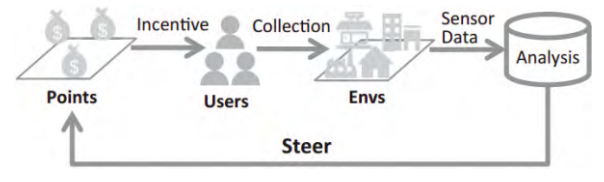 Incentive
Collection
Sensor
Data
Analysis
Points
Users
Envs
Steer
$
$
$